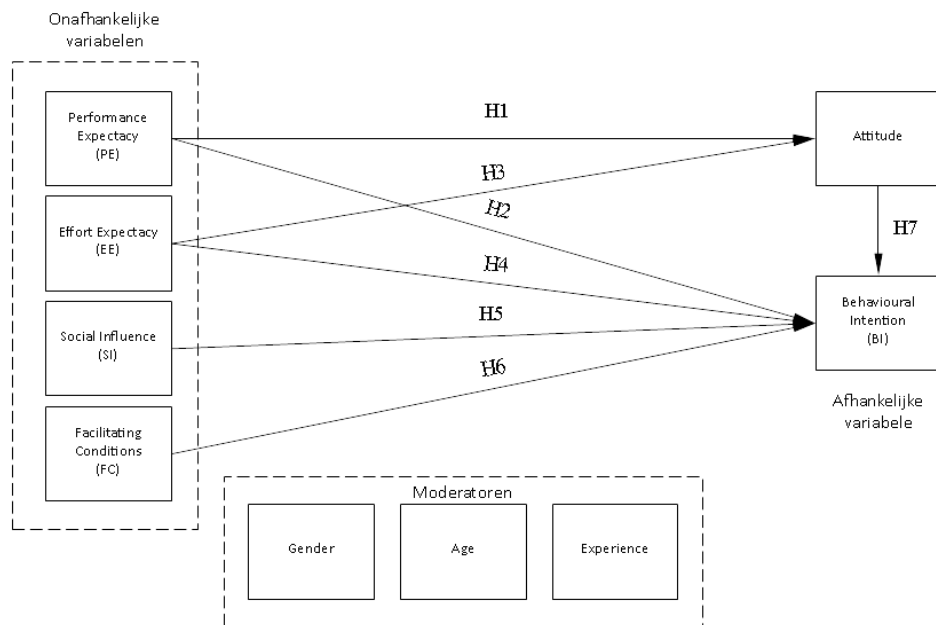 Onafhankelijke
variabelen
Performance
Expectacy
(PE)
Effort Expectacy
(EE)
Social Influence
(SI)
Facilitating
Conditions
(FC)
H1
H3
H2
H4
H5
H6
Attitude
H7
Behavioural
Intention
(BI)
Afhankelijke
variabele
Moderatoren
Gender
Age
Experience